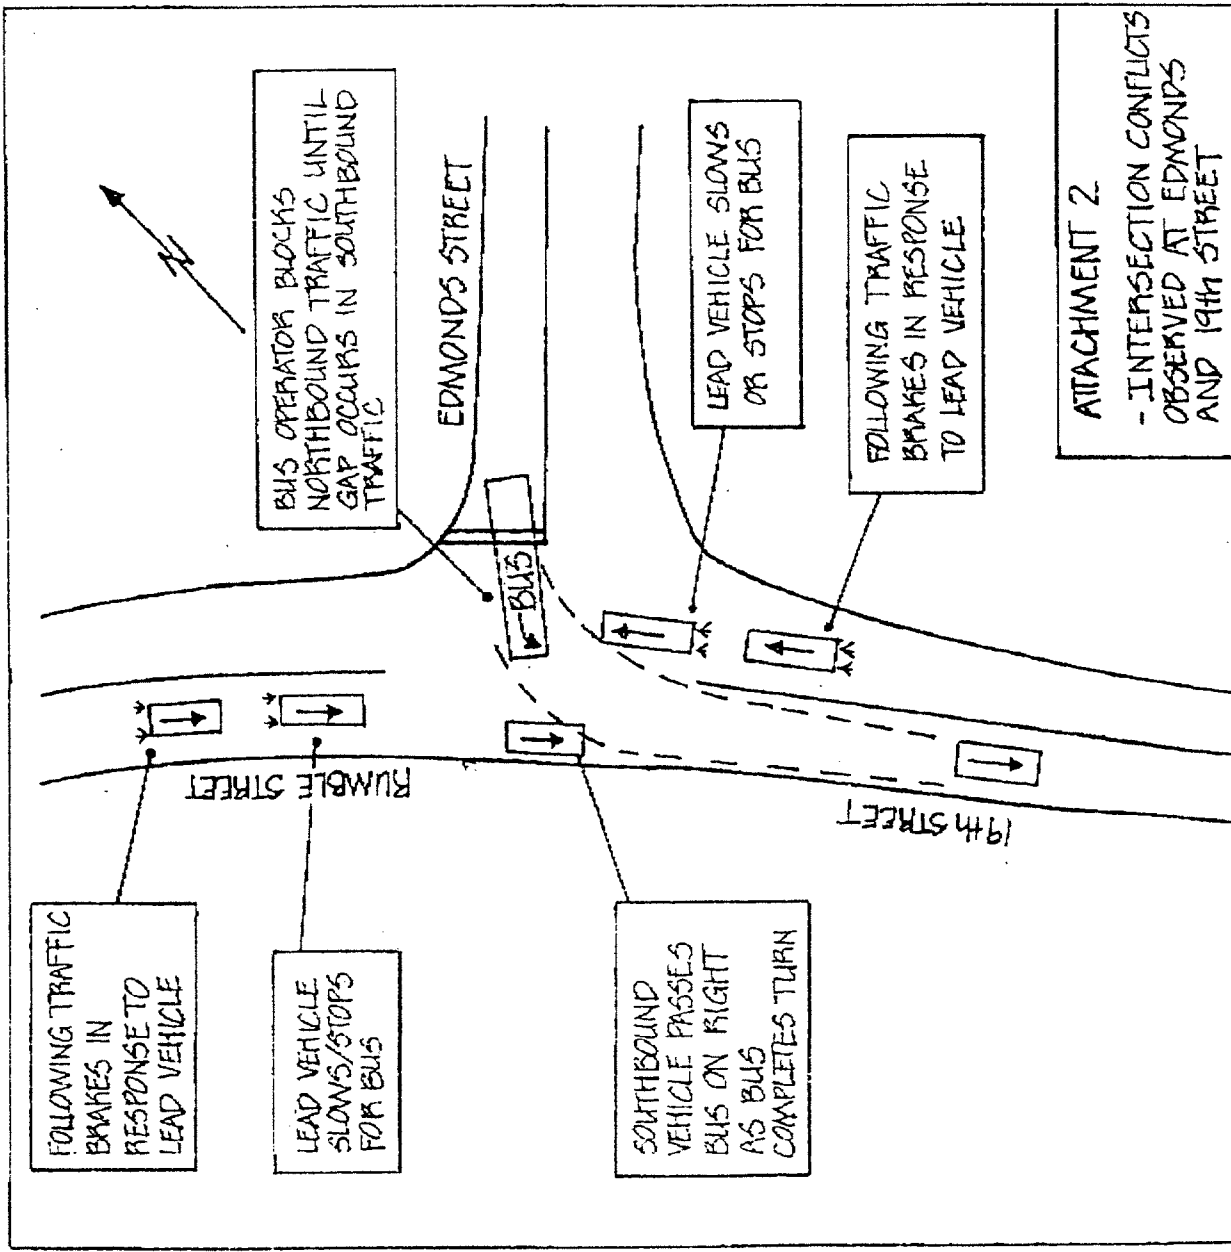 BUS OPERATOR BLOCKS
NORTHBOUND TRAFFIC UNTIL
GAP OCCURS IN SOUTHBOUND
TRAFFIC
EDMONDS STREET
LEAD VEHICLE SLOWS
OR STOPS FOR BUS
FOLLOWING TRAFFIC
BRAKES IN RESPONSE
TO LEAD VEHICLE
BUS
N
RUMBLE STREET
19th STREET
FOLLOWING TRAFFIC
BRAKES IN
RESPONSE TO
LEAD VEHICLE
LEAD VEHICLE
SLOWS/STOPS
FOR BUS
SOUTHBOUND
VEHICLE PASSES
BUS ON RIGHT
AS BUS
COMPLETES TURN
ATTACHMENT 2
- INTERSECTION CONFLICTS
OBSERVED AT EDMONDS
AND 19th STREET